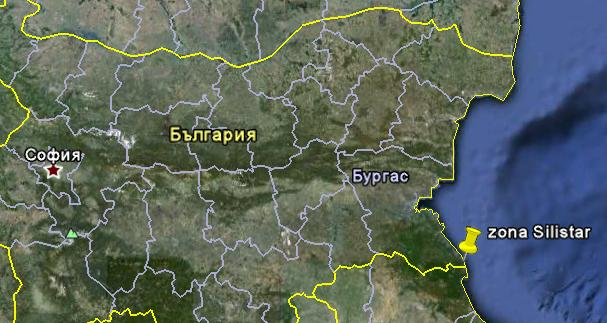 България
София
Бургас
zona Silistar